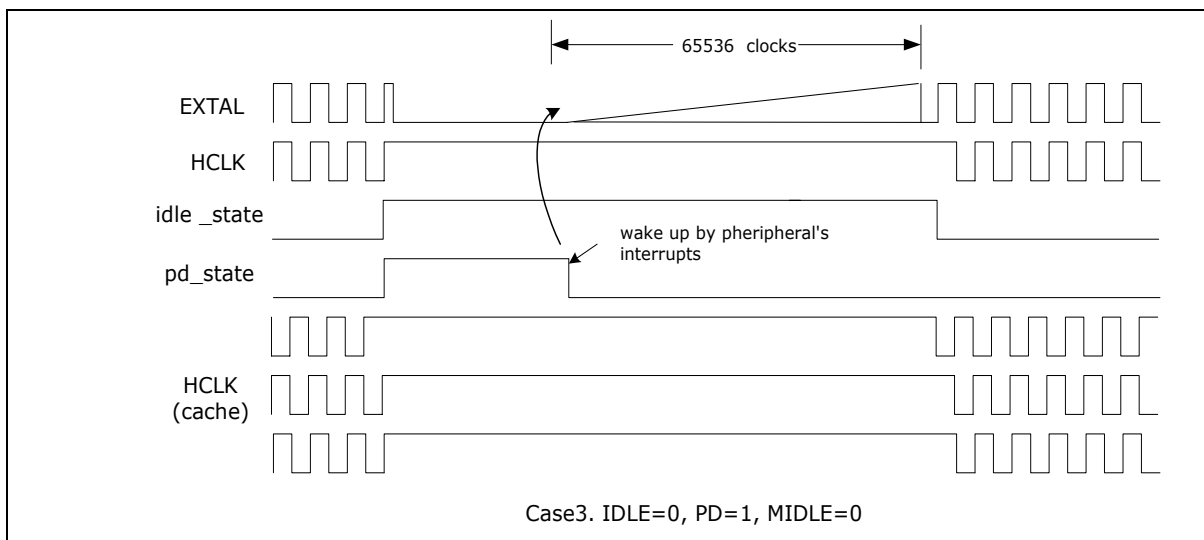 65536 clocks
EXTAL
HCLK
idle _state
wake up by pheripheral's
interrupts
pd_state
HCLK
(cache)
Case3. IDLE=0, PD=1, MIDLE=0